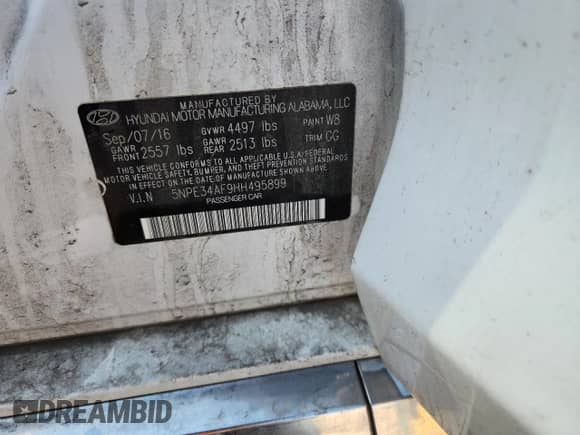 MANUFACTURED BY
HYUNDAI MOTOR MANUFACTURING ALABAMA, LLC
Sep/07/16 GVWR 4497 lbs PAINT W8
GAWR FRONT 2557 lbs GAWR REAR 2513 lbs TRIM GG
THIS VEHICLE CONFORMS TO ALL APPLICABLE U.S.A FEDERAL
MOTOR VEHICLE SAFETY, BUMPER, AND THEFT PREVENTION STANDARDS
IN EFFECT ON THE DATE OF MANUFACTURE SHOWN ABOVE.
V.I.N 5NPE34AF9HH495899
PASSENGER CAR
DREAMBID